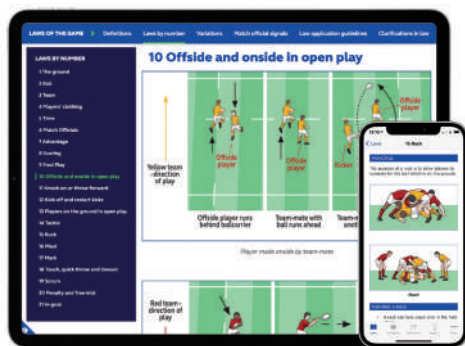 LAWS OF THE GAME
Definitions
Laws by number
Variations
Match official signals
Law application guidelines
Clarifications in law
LAWS BY NUMBER
1 The ground
2 Ball
3 Team
4 Players' clothing
5 Time
6 Match Officials
7 Advantage
8 Scoring
9 Foul Play
10 Offside and onside in open play
11 Knock-on or throw forward
12 Kick-off and restart kicks
13 Players on the ground in open play
14 Tackle
15 Ruck
16 Maul
17 Mark
18 Touch, quick throw and lineout
19 Scrum
20 Penalty and free-kick
21 In-goal
10 Offside and onside in open play
Yellow team-
direction
of play
Offside
player
Offside
player
Offside
player
Kicker
Offside player runs
behind ballcarrier
Team-mate with
ball runs ahead
Player made onside by team-mate
Red team-
direction
of play
15 Ruck